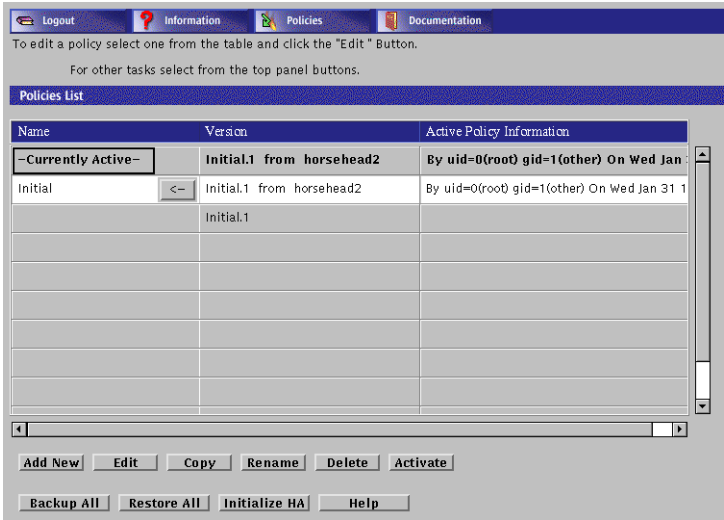 Logout Information Policies Documentation
To edit a policy select one from the table and click the "Edit " Button.
For other tasks select from the top panel buttons.
Policies List
Name Version Active Policy Information
-Currently Active- Initial.1 from horsehead2 By uid=0(root) gid=1(other) On Wed Jan
Initial <- Initial.1 from horsehead2 By uid=0(root) gid=1(other) On Wed Jan 31 1
Initial.1
Add New Edit Copy Rename Delete Activate
Backup All Restore All Initialize HA Help